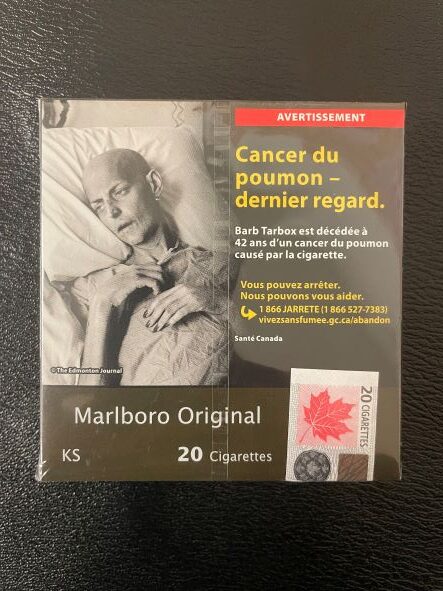 AVERTISSEMENT
Cancer du
poumon –
dernier regard.
Barb Tarbox est décédée à
42 ans d'un cancer du poumon
causé par la cigarette.
Vous pouvez arrêter.
Nous pouvons vous aider.
1 866 JARRETE (1 866 527-7383)
vivezsansfumee.gc.ca/abandon
Santé Canada
© The Edmonton Journal
Marlboro Original
KS
20 Cigarettes
20 CIGARETTES